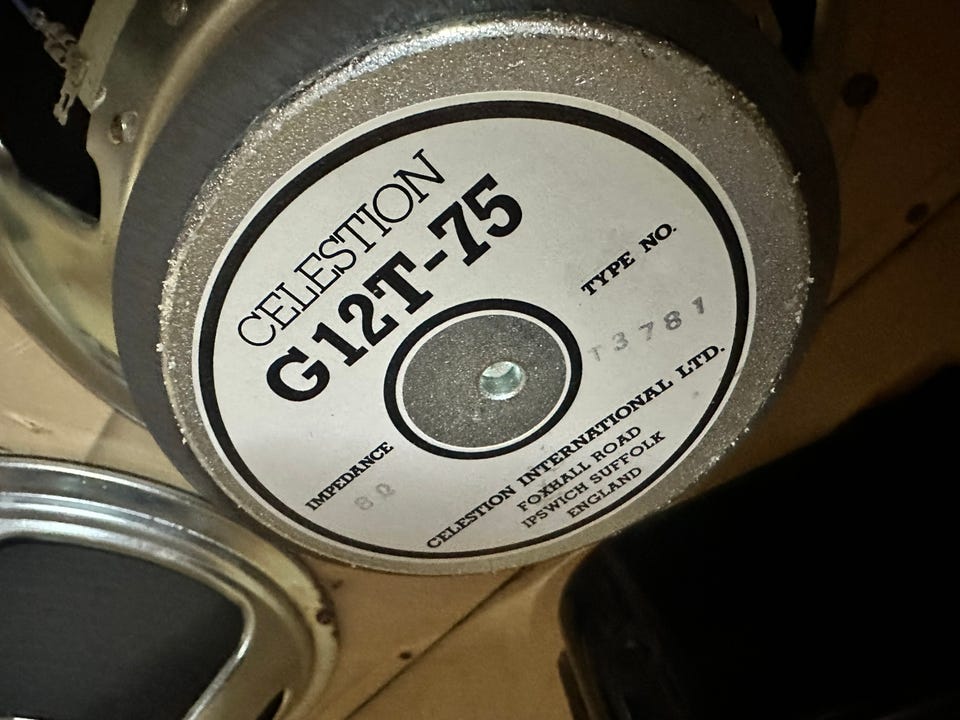 CELESTION
G12T-75
TYPE NO.
T3781
IMPEDANCE
8Ω
CELESTION INTERNATIONAL LTD.
FOXHALL ROAD
IPSWICH SUFFOLK
ENGLAND